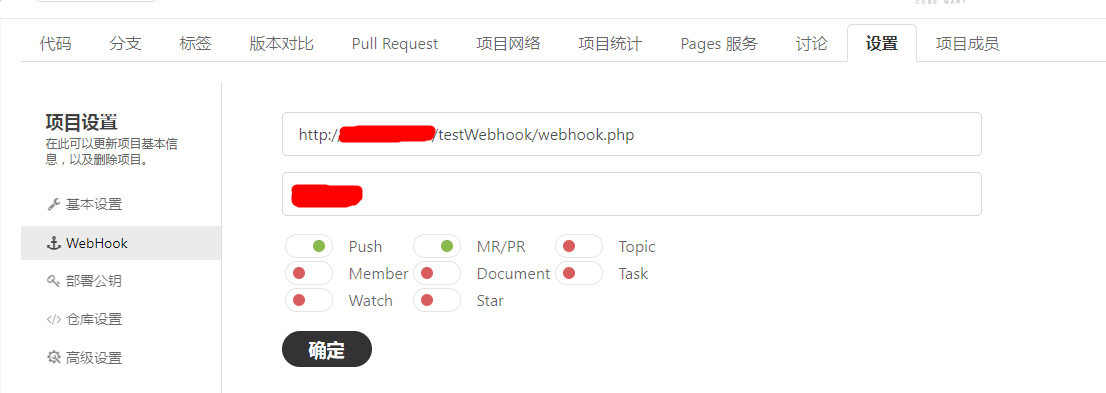 CODE MART
代码 分支 标签 版本对比 Pull Request 项目网络 项目统计 Pages 服务 讨论 设置 项目成员
项目设置
在此可以更新项目基本信
息，以及删除项目。
基本设置
WebHook
部署公钥
仓库设置
高级设置
http:/ /testWebhook/webhook.php
Push MR/PR Topic
Member Document Task
Watch Star
确定